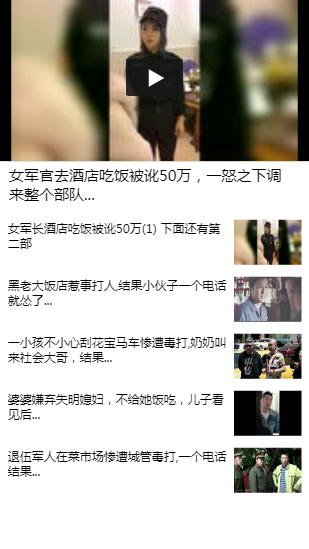 女军官去酒店吃饭被讹50万，一怒之下调
来整个部队...
女军长酒店吃饭被讹50万(1) 下面还有第
二部
黑老大饭店惹事打人,结果小伙子一个电话
就怂了...
一小孩不小心刮花宝马车惨遭毒打,奶奶叫
来社会大哥，结果...
婆婆嫌弃失明媳妇，不给她饭吃，儿子看
见后...
退伍军人在菜市场惨遭城管毒打,一个电话
结果...